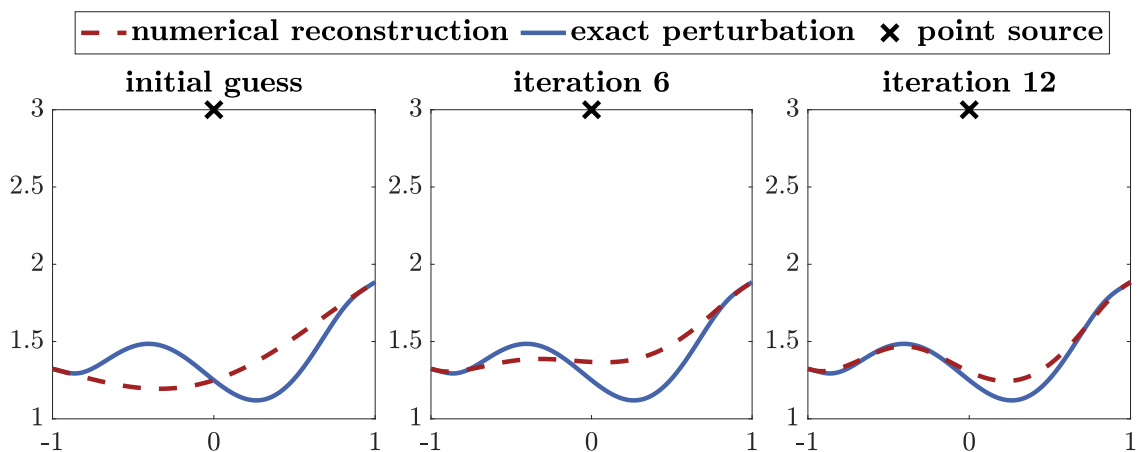 numerical reconstruction exact perturbation × point source
initial guess iteration 6 iteration 12
3 3 3
2.5 2.5 2.5
2 2 2
1.5 1.5 1.5
1 1 1
-1 0 1 -1 0 1 -1 0 1